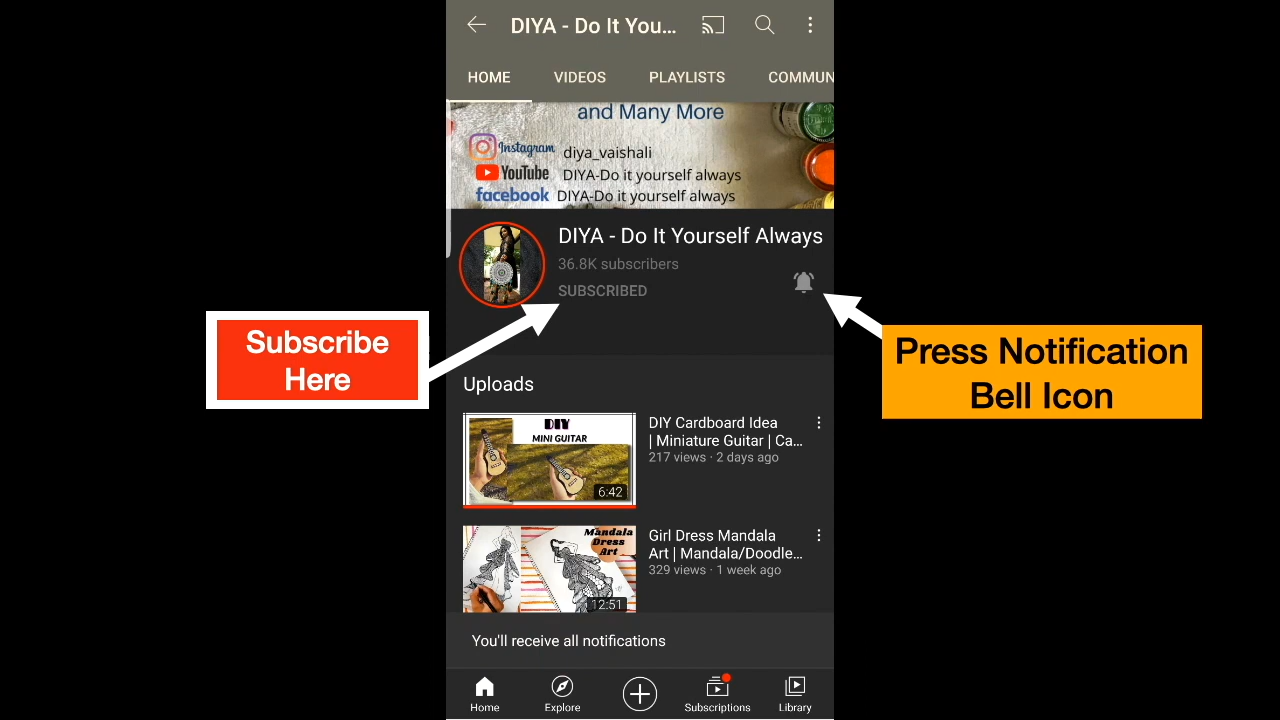 DIYA - Do It You...
HOME VIDEOS PLAYLISTS COMMUN
and Many More
Instagram diya_vaishali
YouTube DIYA-Do it yourself always
facebook DIYA-Do it yourself always
DIYA - Do It Yourself Always
36.8K subscribers
SUBSCRIBED
Subscribe
Here
Press Notification
Bell Icon
Uploads
DIY
MINI GUITAR
6:42
DIY Cardboard Idea
| Miniature Guitar | Ca...
217 views · 2 days ago
Mandala
Dress
Art
12:51
Girl Dress Mandala
Art | Mandala/Doodle...
329 views · 1 week ago
You'll receive all notifications
Home Explore Subscriptions Library